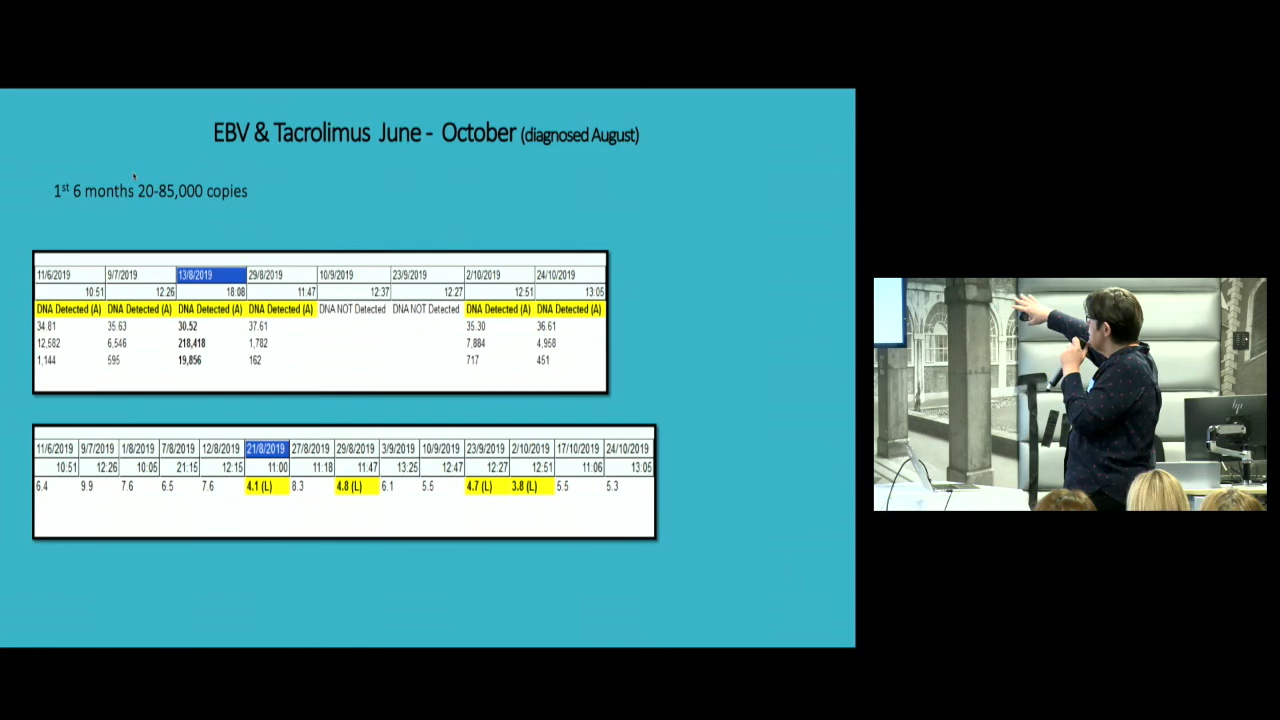 EBV & Tacrolimus June - October (diagnosed August)
1st 6 months 20-85,000 copies
11/6/2019 9/7/2019 13/8/2019 29/8/2019 10/9/2019 23/9/2019 2/10/2019 24/10/2019
10:51 12:26 18:08 11:47 12:37 12:27 12:51 13:05
DNA Detected (A) DNA Detected (A) DNA Detected (A) DNA Detected (A) DNA NOT Detected DNA NOT Detected DNA Detected (A) DNA Detected (A)
34.81 35.63 30.52 37.61 35.30 36.61
12,582 6,546 218,418 1,782 7,884 4,958
1,144 595 19,856 162 717 451
11/6/2019 9/7/2019 1/8/2019 7/8/2019 12/8/2019 21/8/2019 27/8/2019 29/8/2019 3/9/2019 10/9/2019 23/9/2019 2/10/2019 17/10/2019 24/10/2019
10:51 12:26 10:05 21:15 12:15 11:00 11:18 11:47 13:25 12:47 12:27 12:51 11:06 13:05
6.4 9.9 7.6 6.5 7.6 4.1 (L) 8.3 4.8 (L) 6.1 5.5 4.7 (L) 3.8 (L) 5.5 5.3
hp